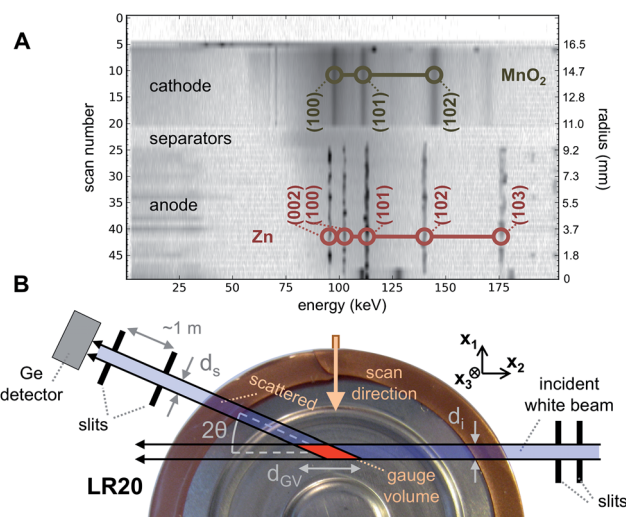 A
0
5
10
15
20
25
30
35
40
45
scan number
cathode
separators
anode
MnO₂
(100)
(101)
(102)
Zn
(002)
(100)
(101)
(102)
(103)
16.5
14.7
12.8
11.0
9.2
7.3
5.5
3.7
1.8
0
radius (mm)
0
25
50
75
100
125
150
175
200
energy (keV)
B
~1 m
Ge
detector
slits
dₛ
scattered
2θ
scan
direction
x₁
x₂
x₃
incident
white beam
dᵢ
d_GV
gauge
volume
LR20
slits